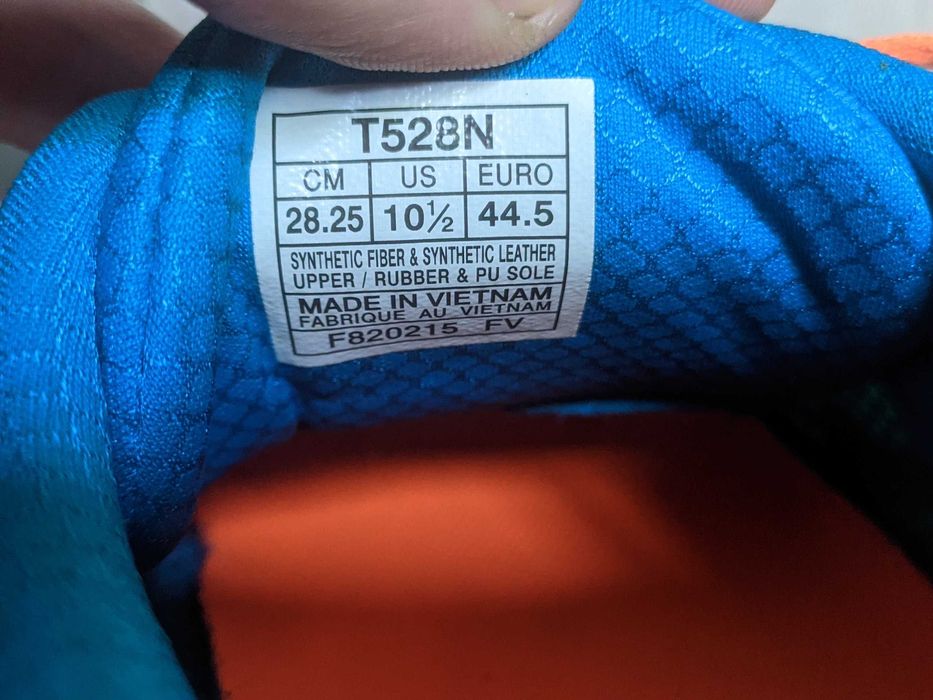 T528N
CM US EURO
28.25 10½ 44.5
SYNTHETIC FIBER & SYNTHETIC LEATHER
UPPER / RUBBER & PU SOLE
MADE IN VIETNAM
FABRIQUE AU VIETNAM
F820215 FV